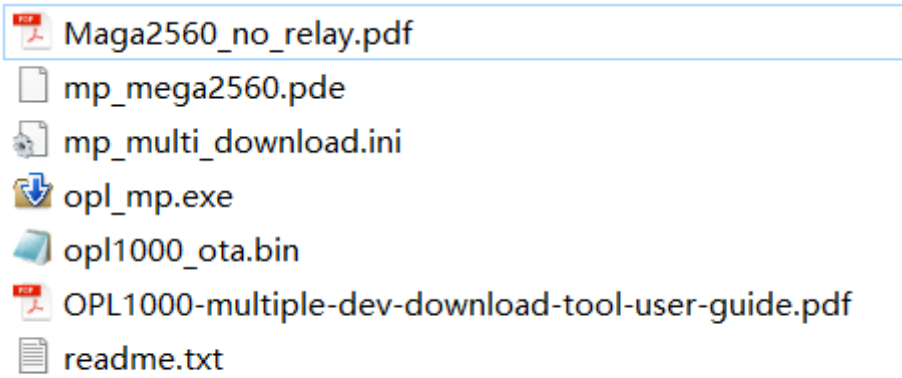 Maga2560_no_relay.pdf
mp_mega2560.pde
mp_multi_download.ini
opl_mp.exe
opl1000_ota.bin
OPL1000-multiple-dev-download-tool-user-guide.pdf
readme.txt